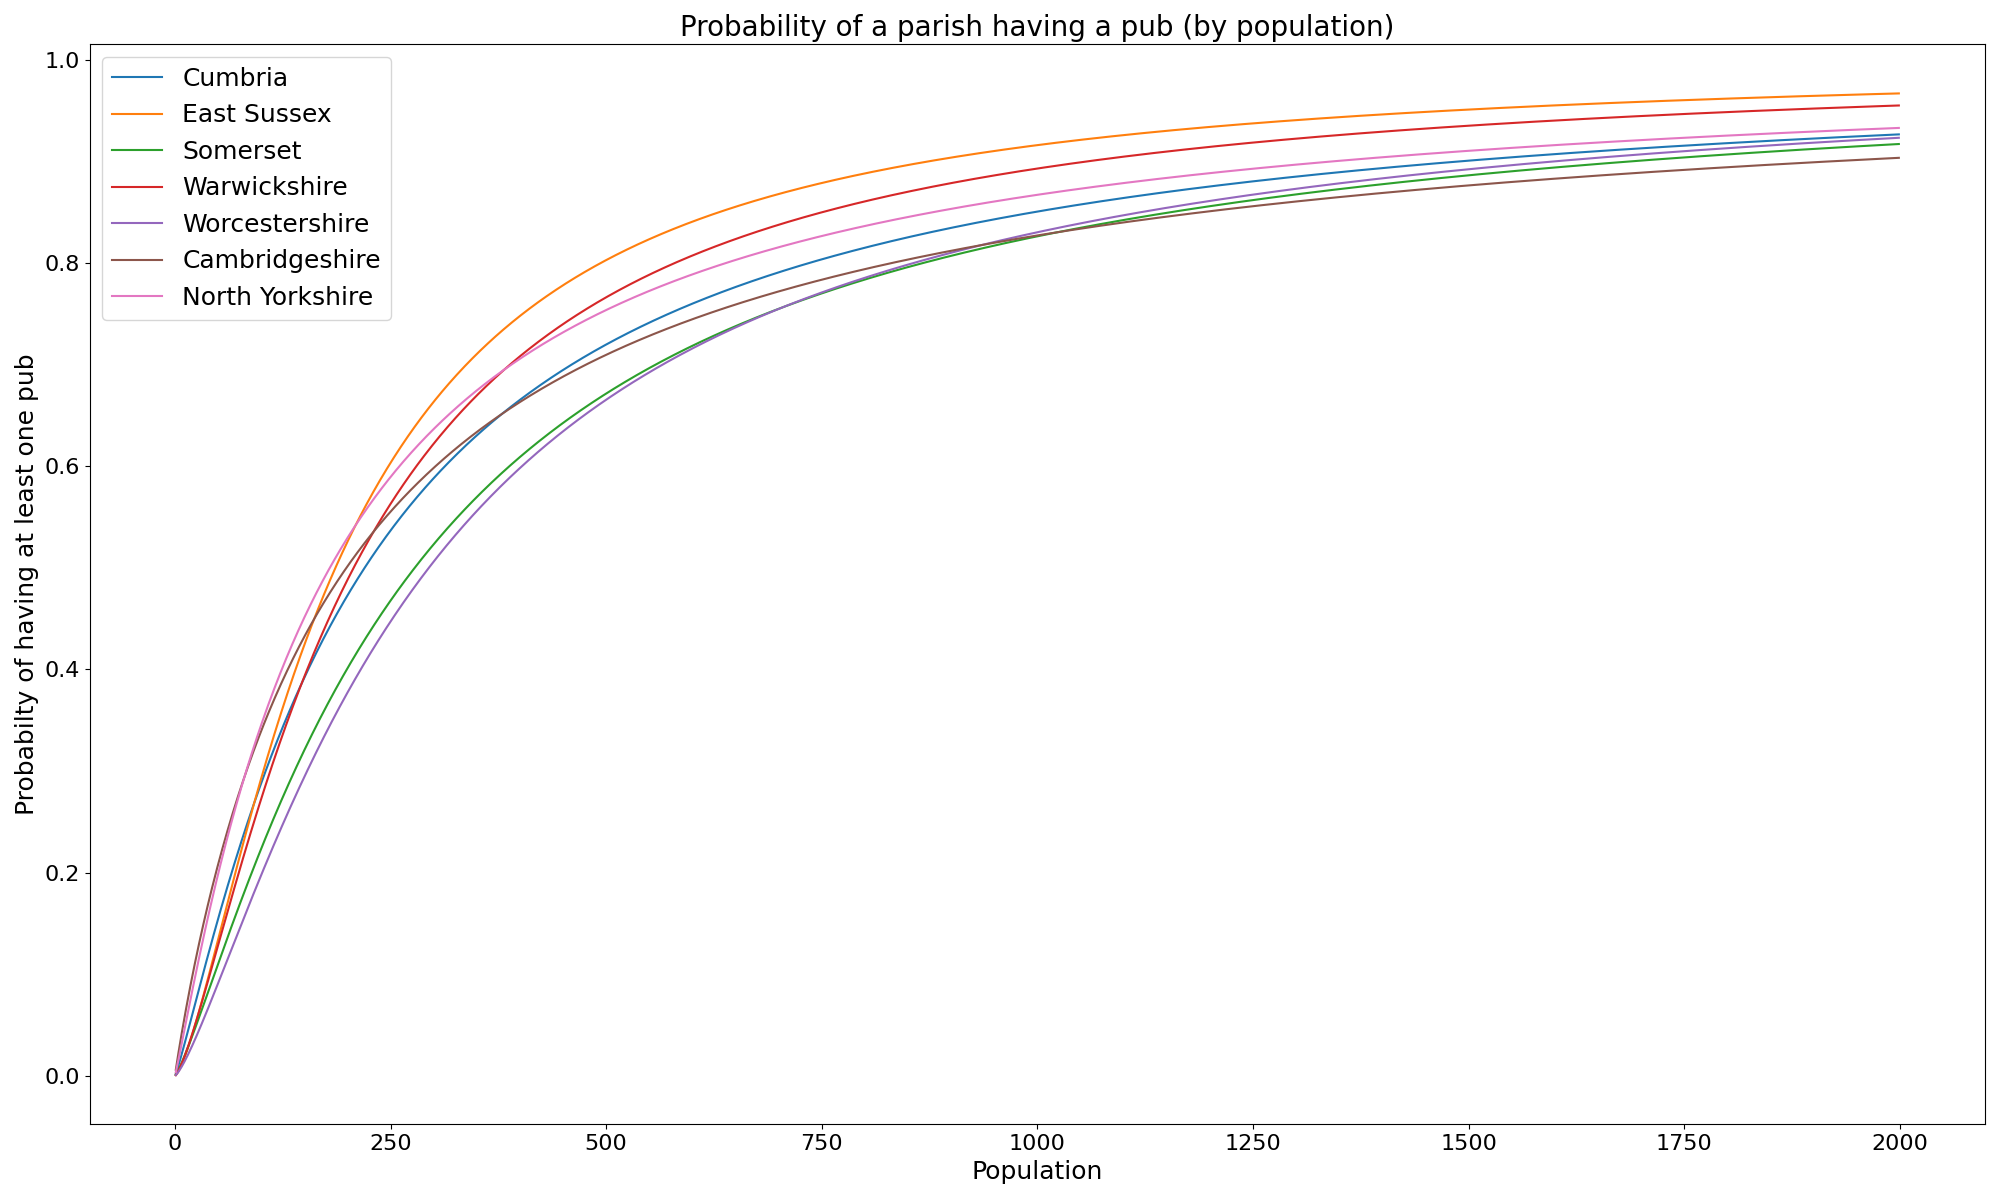 Probability of a parish having a pub (by population)
1.0
0.8
0.6
0.4
0.2
0.0
Probabilty of having at least one pub
Cumbria
East Sussex
Somerset
Warwickshire
Worcestershire
Cambridgeshire
North Yorkshire
0 250 500 750 1000 1250 1500 1750 2000
Population